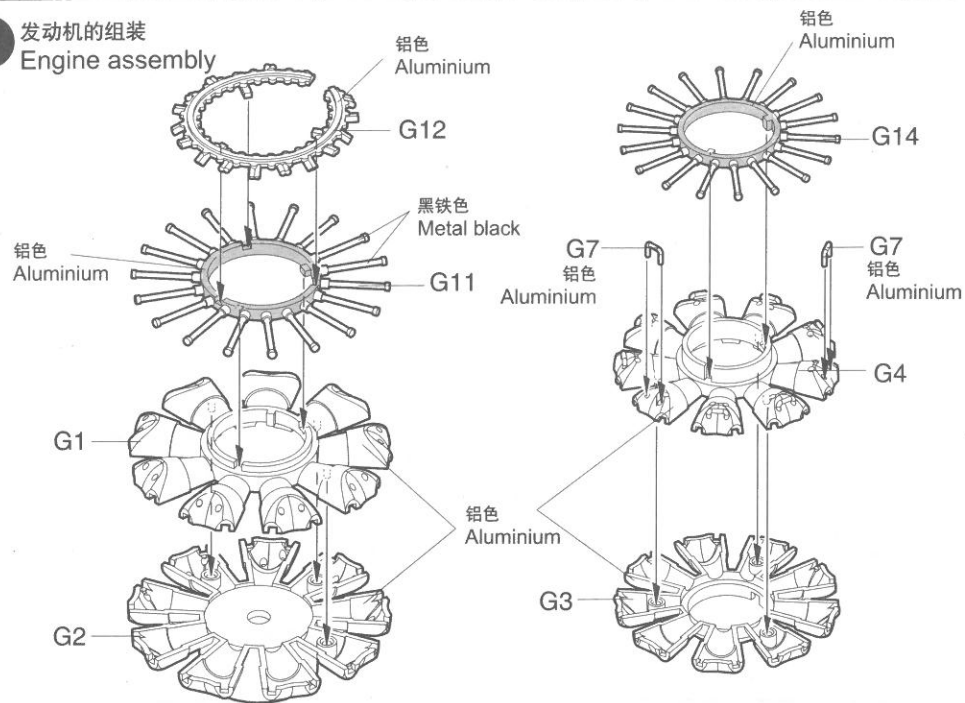 发动机的组装
Engine assembly
铝色
Aluminium
G12
黑铁色
Metal black
铝色
Aluminium
G11
G1
铝色
Aluminium
G2
铝色
Aluminium
G14
G7
铝色
Aluminium
G7
铝色
Aluminium
G4
G3